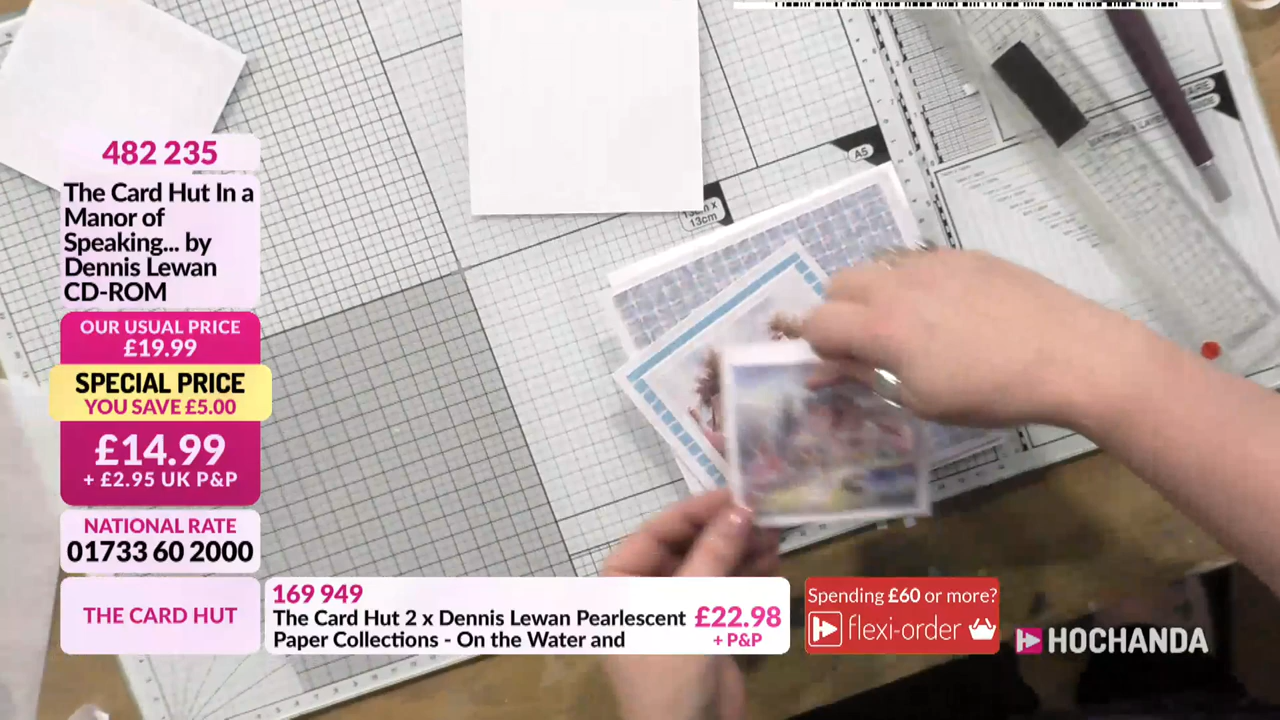 482 235
The Card Hut In a
Manor of
Speaking... by
Dennis Lewan
CD-ROM
OUR USUAL PRICE
£19.99
SPECIAL PRICE
YOU SAVE £5.00
£14.99
+ £2.95 UK P&P
NATIONAL RATE
01733 60 2000
THE CARD HUT
169 949
The Card Hut 2 x Dennis Lewan Pearlescent
Paper Collections - On the Water and
£22.98
+ P&P
Spending £60 or more?
flexi-order
HOCHANDA
A5
13cm x
13cm